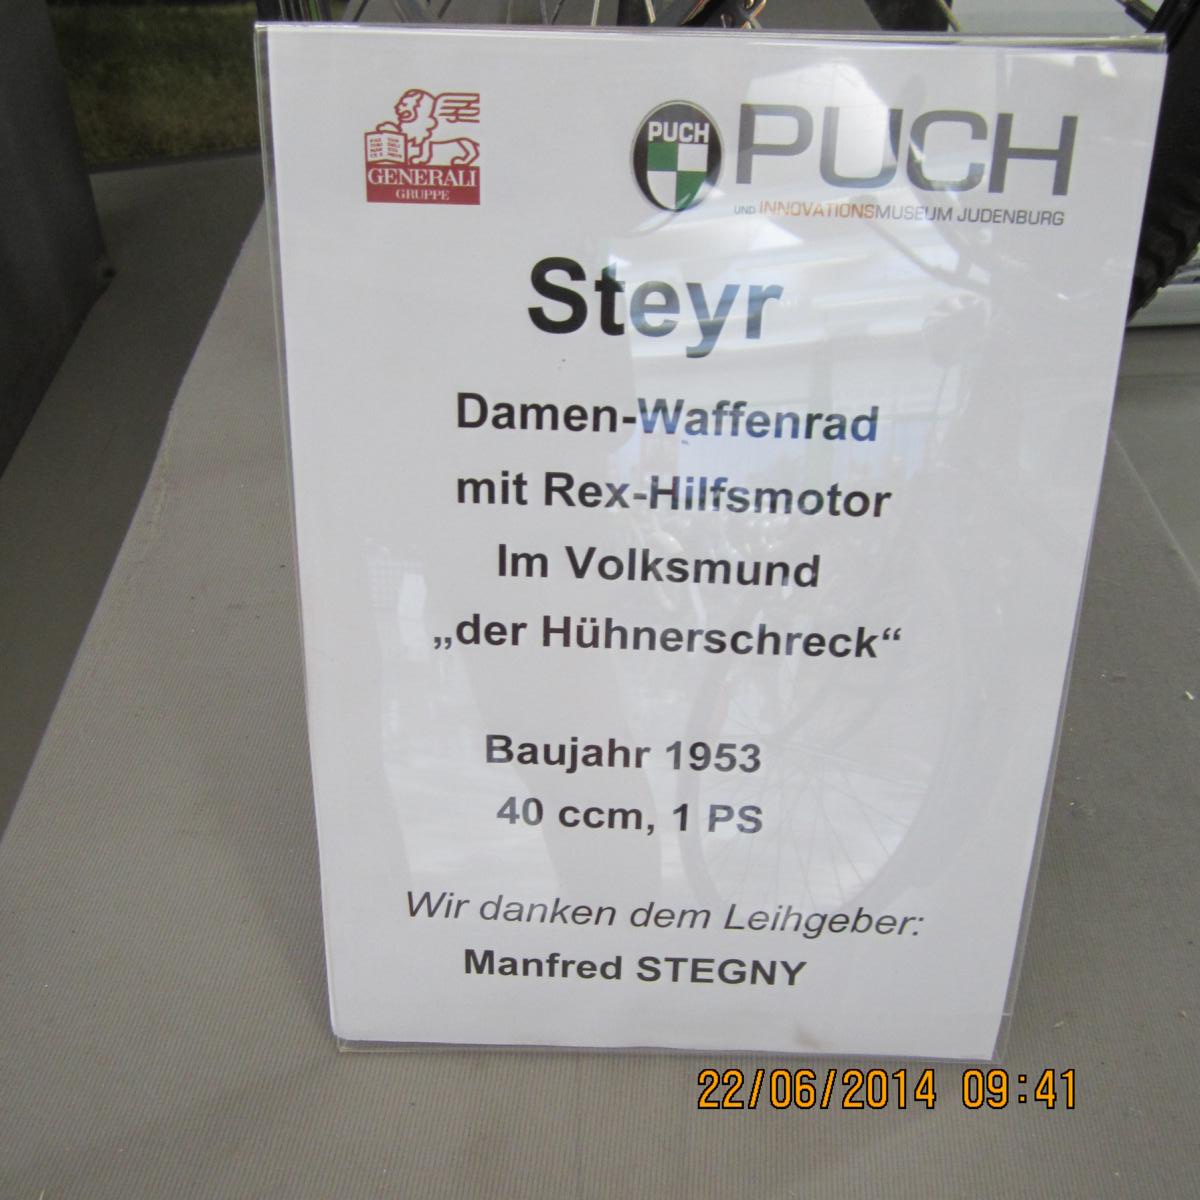 GENERALI
GRUPPE
PUCH
PUCH
UND INNOVATIONSMUSEUM JUDENBURG
Steyr
Damen-Waffenrad
mit Rex-Hilfsmotor
Im Volksmund
„der Hühnerschreck“
Baujahr 1953
40 ccm, 1 PS
Wir danken dem Leihgeber:
Manfred STEGNY
22/06/2014 09:41